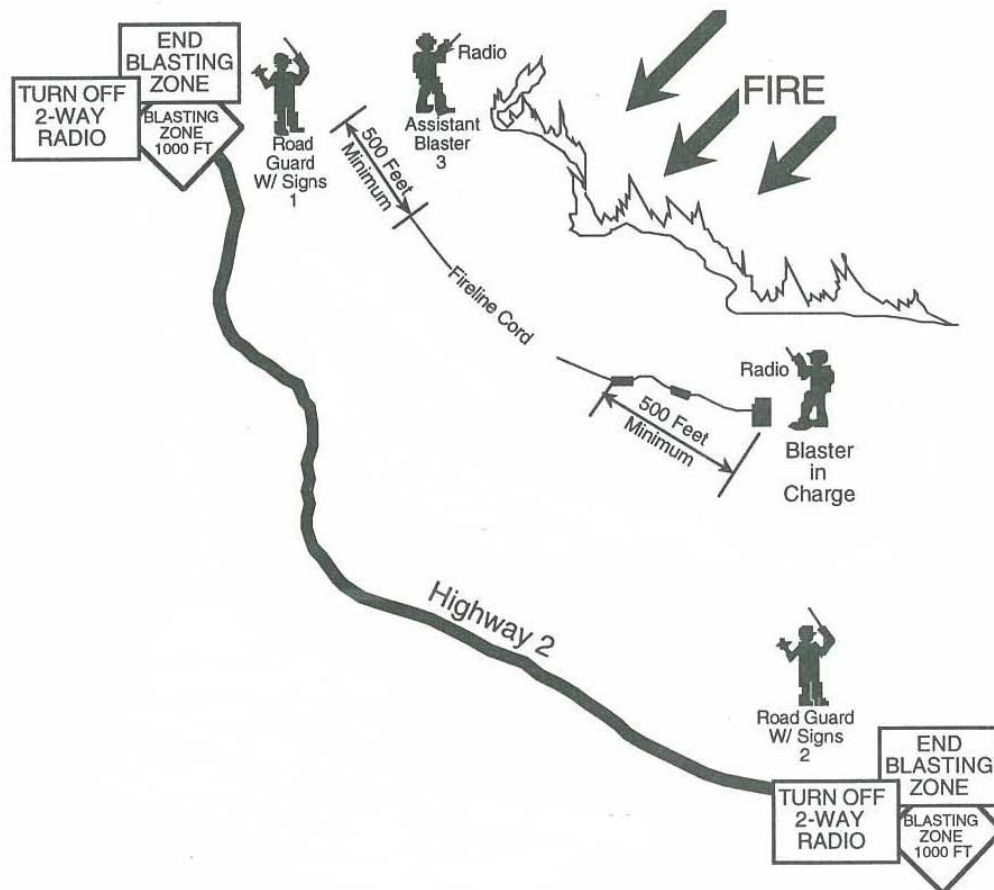 END
BLASTING
ZONE
TURN OFF
2-WAY
RADIO
BLASTING
ZONE
1000 FT
Road
Guard
W/ Signs
1
Radio
Assistant
Blaster
3
FIRE
500 Feet
Minimum
Fireline Cord
Radio
500 Feet
Minimum
Blaster
in
Charge
Highway 2
Road Guard
W/ Signs
2
END
BLASTING
ZONE
TURN OFF
2-WAY
RADIO
BLASTING
ZONE
1000 FT